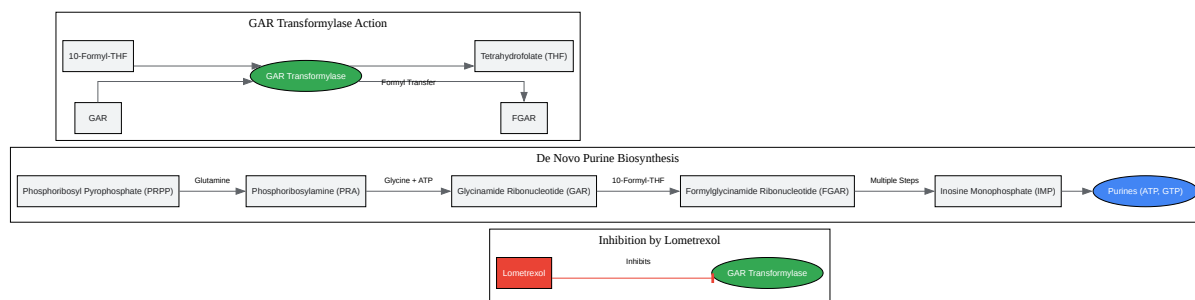 GAR Transformylase Action
10-Formyl-THF
GAR Transformylase
Tetrahydrofolate (THF)
Formyl Transfer
GAR
FGAR
De Novo Purine Biosynthesis
Phosphoribosyl Pyrophosphate (PRPP)
Glutamine
Phosphoribosylamine (PRA)
Glycine + ATP
Glycinamide Ribonucleotide (GAR)
10-Formyl-THF
Formylglycinamide Ribonucleotide (FGAR)
Multiple Steps
Inosine Monophosphate (IMP)
Purines (ATP, GTP)
Inhibition by Lometrexol
Lometrexol
Inhibits
GAR Transformylase